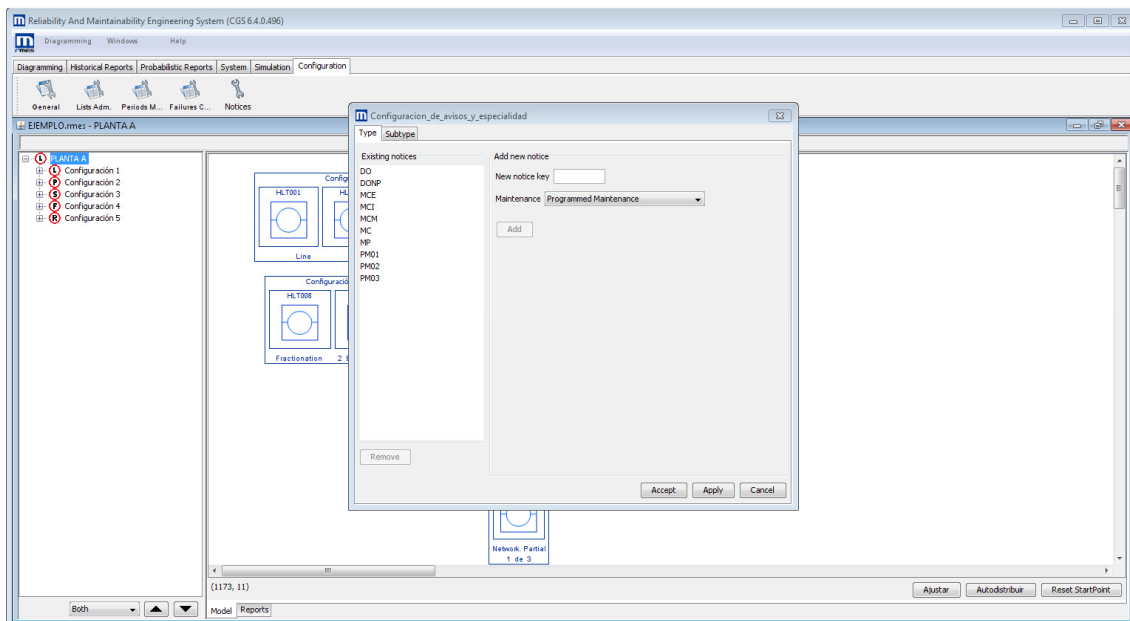 Reliability And Maintainability Engineering System (CGS 6.4.0.496)
Diagramming Windows Help
Diagramming Historical Reports Probabilistic Reports System Simulation Configuration
General Lists Adm. Periods M... Failures C... Notices
EJEMPLO.rmes - PLANTA A
PLANTA A
Configuración 1
Configuración 2
Configuración 3
Configuración 4
Configuración 5
HLT001
Line
HLT008
Fractionation
Configuracion_de_avisos_y_especialidad
Type Subtype
Existing notices
DO
DONP
MCE
MCI
MCM
MC
MP
PM01
PM02
PM03
Remove
Add new notice
New notice key
Maintenance Programmed Maintenance
Add
Accept Apply Cancel
Network. Partial
1 de 3
(1173, 11)
Ajustar Autodistribuir Reset StartPoint
Both
Model Reports